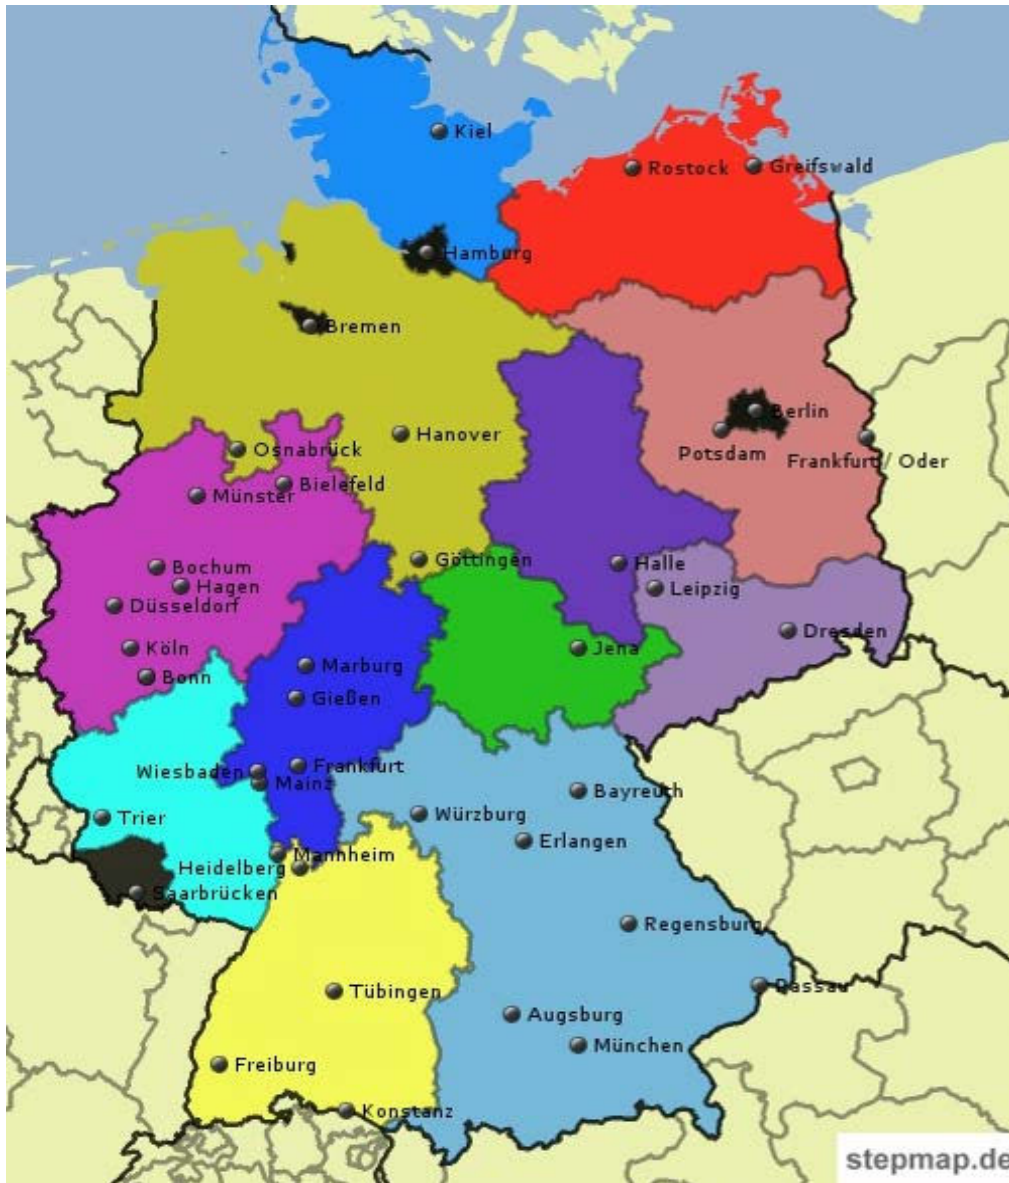 Kiel
Rostock
Greifswald
Hamburg
Bremen
Berlin
Osnabrück
Hanover
Potsdam
Frankfurt / Oder
Bielefeld
Münster
Göttingen
Halle
Bochum
Hagen
Leipzig
Düsseldorf
Dresden
Köln
Jena
Marburg
Bonn
Gießen
Wiesbaden
Frankfurt
Mainz
Bayreuth
Trier
Würzburg
Erlangen
Mannheim
Heidelberg
Saarbrücken
Regensburg
Passau
Tübingen
Augsburg
München
Freiburg
Konstanz
stepmap.de